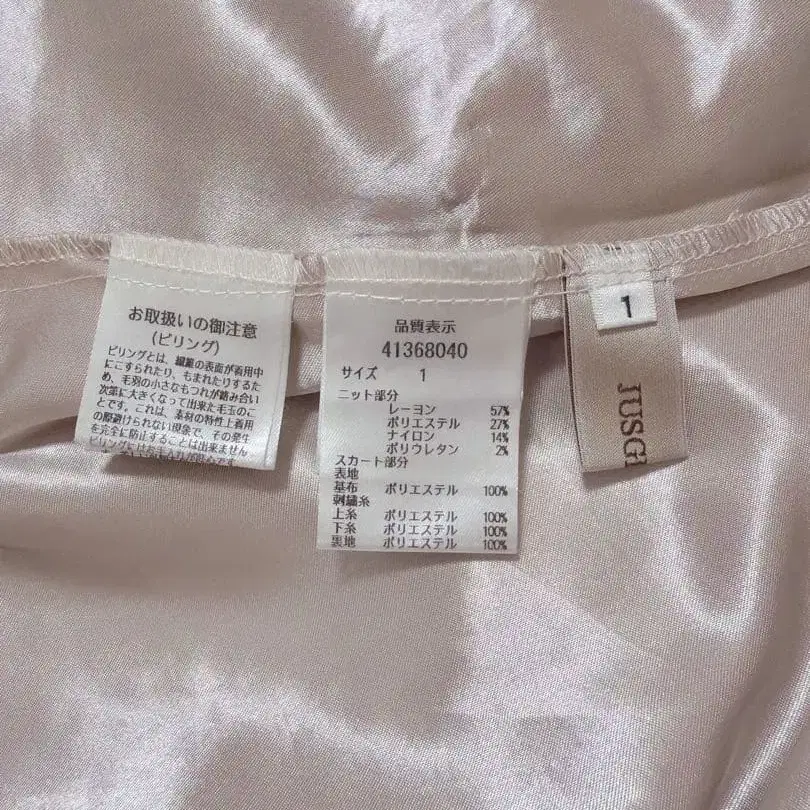 お取扱いの御注意
(ピリング)
ピリングとは、繊維の表面が着用中
にこすられたり、もまれたりするた
め、毛羽の小さなもつれが絡み合い
次第に大きくなって出来た毛玉のこ
とです。これは、素材の特性上着用
の際避けられない現象で、その発生
を完全に防止することは出来ません
品質表示
41368040
サイズ 1
ニット部分
レーヨン 57%
ポリエステル 27%
ナイロン 14%
ポリウレタン 2%
スカート部分
表地
基布 ポリエステル 100%
刺繍糸
上糸 ポリエステル 100%
下糸 ポリエステル 100%
裏地 ポリエステル 100%
1
JUSGL